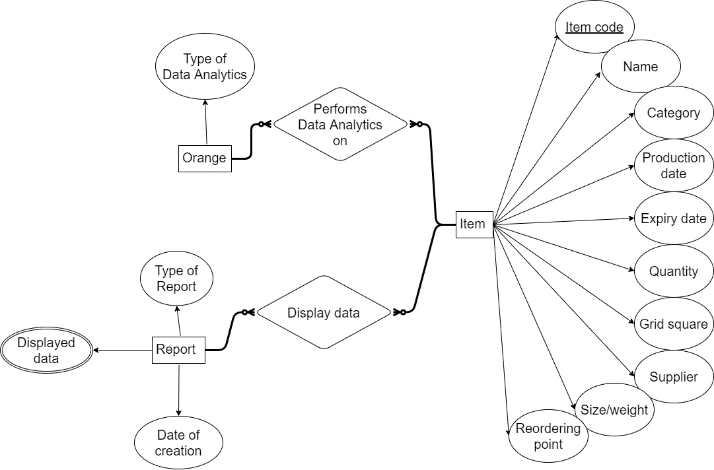 Item code
Type of
Data Analytics
Name
Performs
Data Analytics
on
Category
Orange
Production
date
Item
Expiry date
Type of
Report
Quantity
Display data
Grid square
Displayed
data
Report
Supplier
Size/weight
Date of
creation
Reordering
point